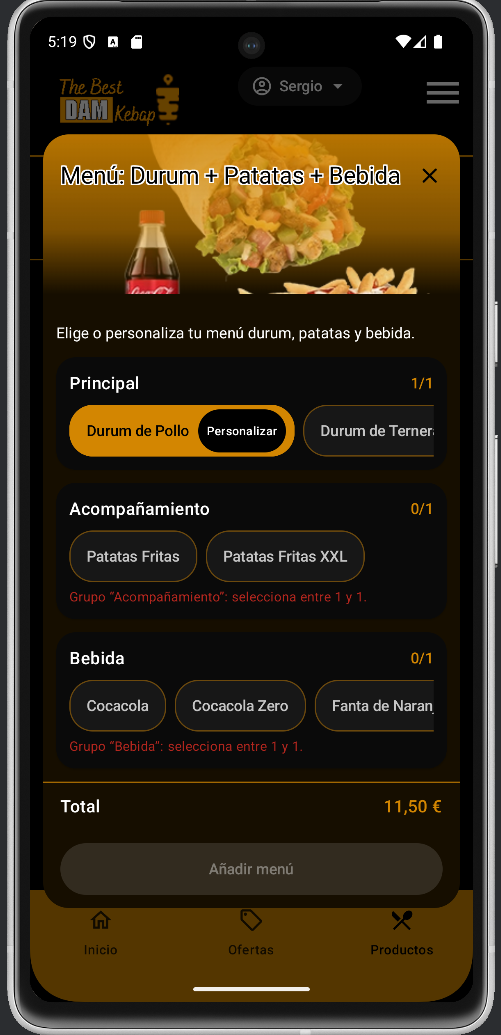 5:19
The Best
DAM Kebap
Sergio
Menú: Durum + Patatas + Bebida
Elige o personaliza tu menú durum, patatas y bebida.
Principal 1/1
Durum de Pollo Personalizar Durum de Ternera
Acompañamiento 0/1
Patatas Fritas Patatas Fritas XXL
Grupo “Acompañamiento”: selecciona entre 1 y 1.
Bebida 0/1
Cocacola Cocacola Zero Fanta de Naran
Grupo “Bebida”: selecciona entre 1 y 1.
Total 11,50 €
Añadir menú
Inicio Ofertas Productos